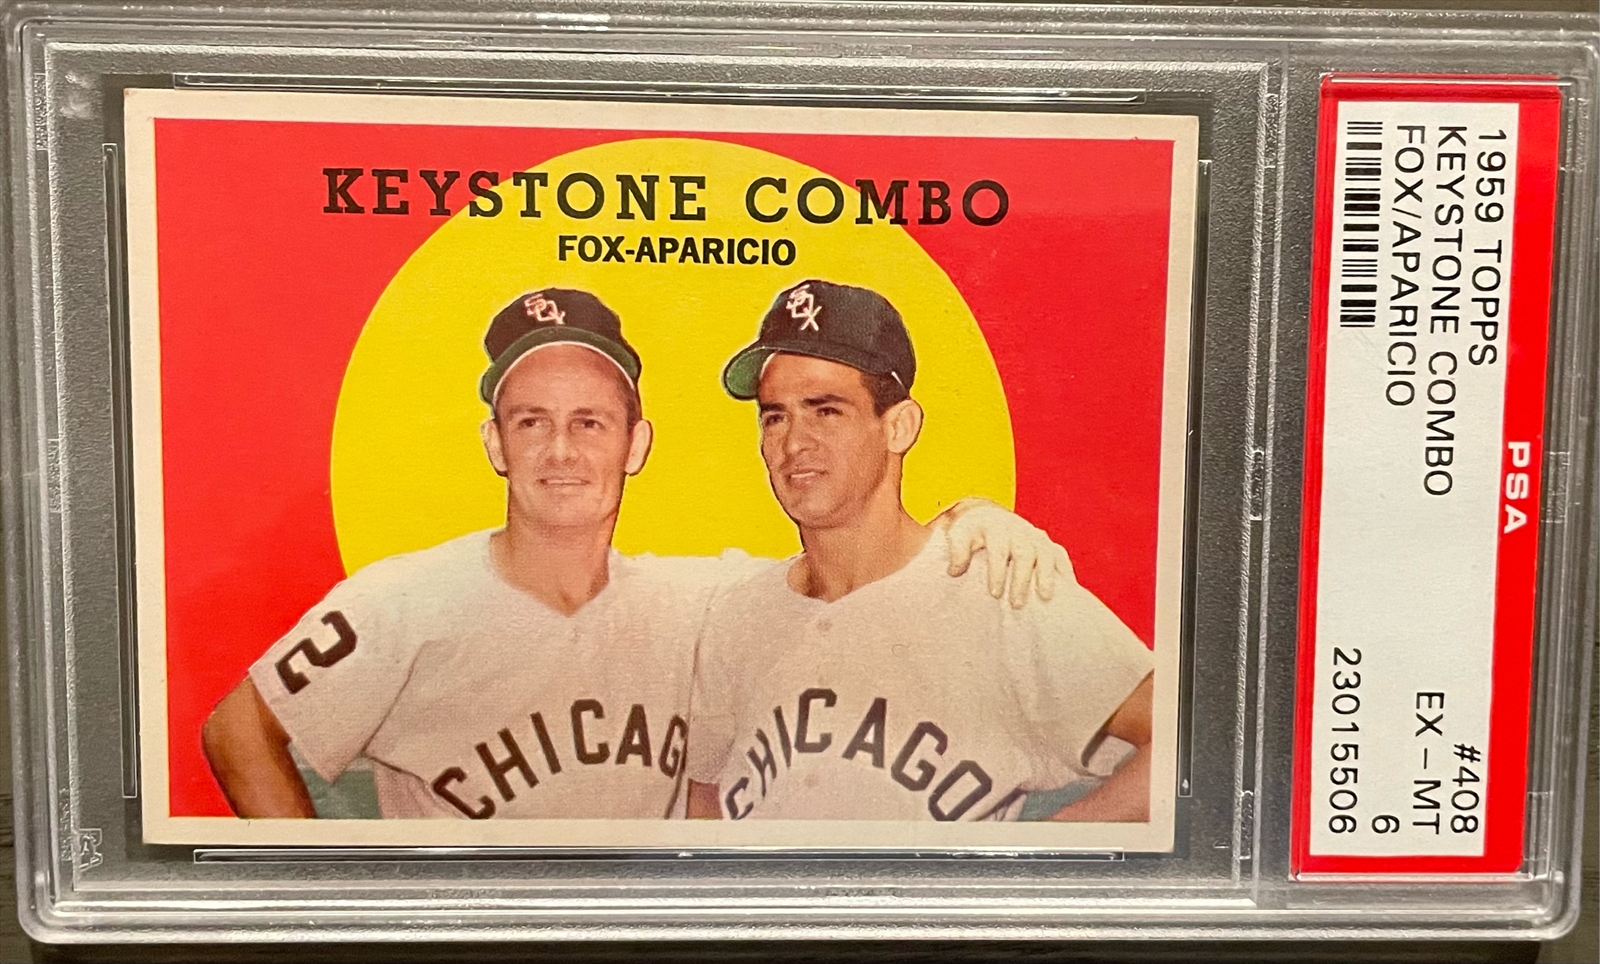 KEYSTONE COMBO
FOX-APARICIO
SOX
SOX
2
CHICAG
CHICAGO
PSA
1959 TOPPS
#408
KEYSTONE COMBO
EX-MT
FOX/APARICIO
6
23015506